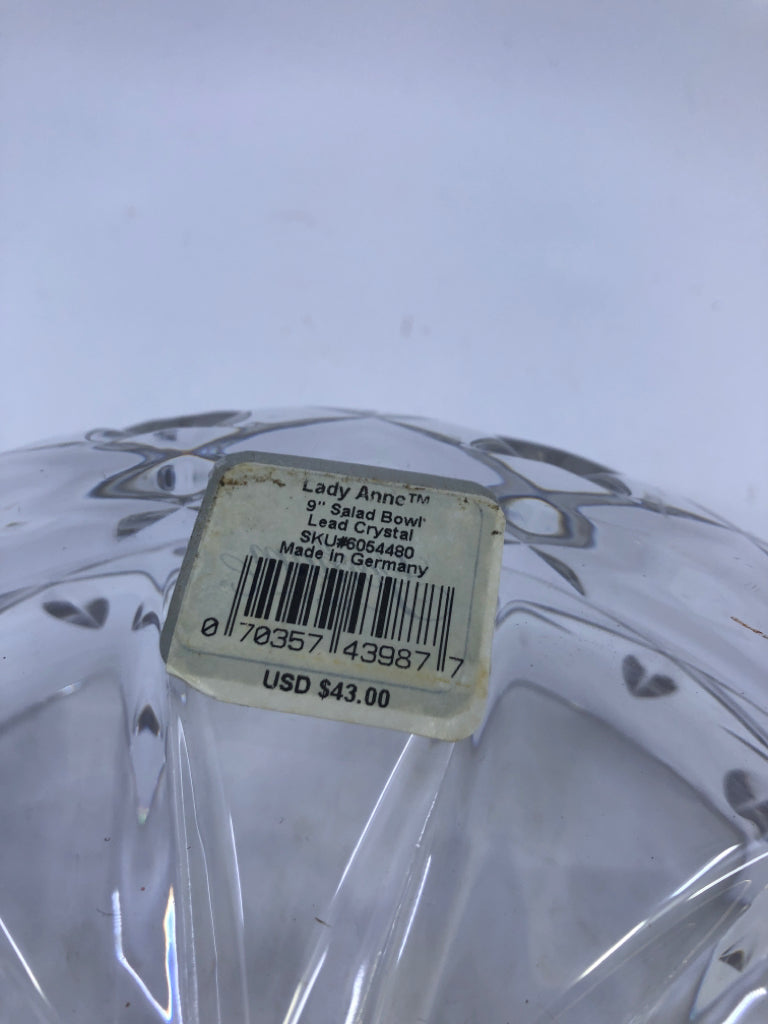 Lady Anne™
9" Salad Bowl
Lead Crystal
SKU#6054480
Made in Germany
0 70357 43987 7
USD $43.00